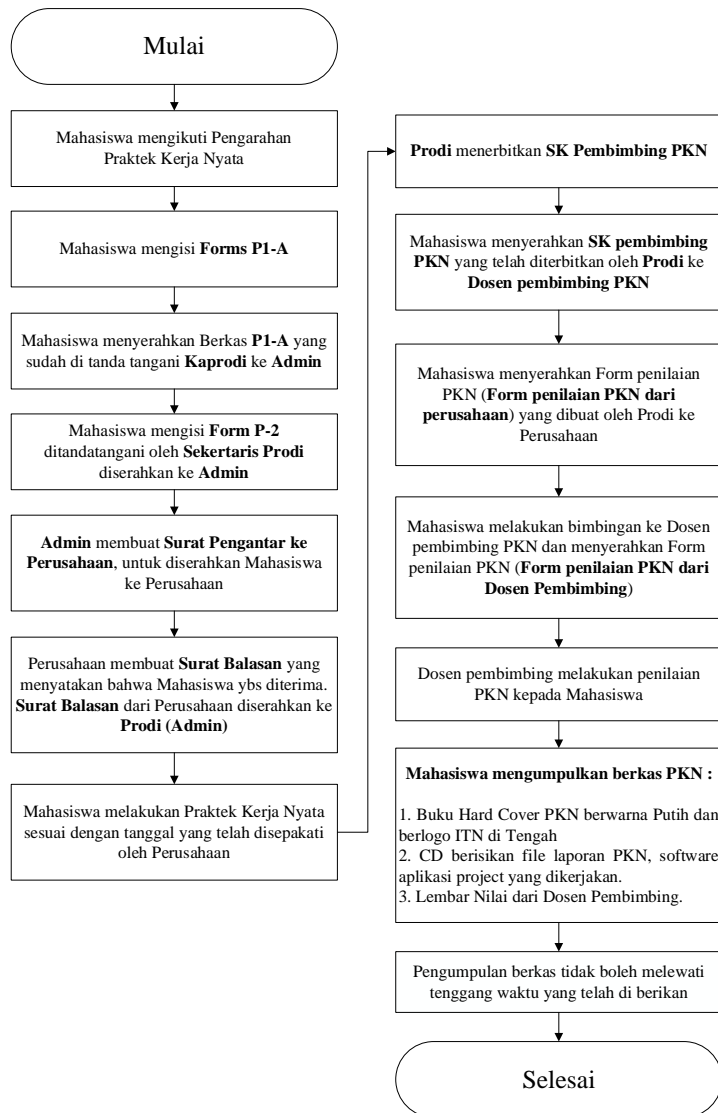 Mulai
Mahasiswa mengikuti Pengarahan
Praktek Kerja Nyata
Mahasiswa mengisi Forms P1-A
Mahasiswa menyerahkan Berkas P1-A yang
sudah di tanda tangani Kaprodi ke Admin
Mahasiswa mengisi Form P-2
ditandatangani oleh Sekertaris Prodi
diserahkan ke Admin
Admin membuat Surat Pengantar ke
Perusahaan, untuk diserahkan Mahasiswa
ke Perusahaan
Perusahaan membuat Surat Balasan yang
menyatakan bahwa Mahasiswa ybs diterima.
Surat Balasan dari Perusahaan diserahkan ke
Prodi (Admin)
Mahasiswa melakukan Praktek Kerja Nyata
sesuai dengan tanggal yang telah disepakati
oleh Perusahaan
Prodi menerbitkan SK Pembimbing PKN
Mahasiswa menyerahkan SK pembimbing
PKN yang telah diterbitkan oleh Prodi ke
Dosen pembimbing PKN
Mahasiswa menyerahkan Form penilaian
PKN (Form penilaian PKN dari
perusahaan) yang dibuat oleh Prodi ke
Perusahaan
Mahasiswa melakukan bimbingan ke Dosen
pembimbing PKN dan menyerahkan Form
penilaian PKN (Form penilaian PKN dari
Dosen Pembimbing)
Dosen pembimbing melakukan penilaian
PKN kepada Mahasiswa
Mahasiswa mengumpulkan berkas PKN :
1. Buku Hard Cover PKN berwarna Putih dan
berlogo ITN di Tengah
2. CD berisikan file laporan PKN, software
aplikasi project yang dikerjakan.
3. Lembar Nilai dari Dosen Pembimbing.
Pengumpulan berkas tidak boleh melewati
tenggang waktu yang telah di berikan
Selesai